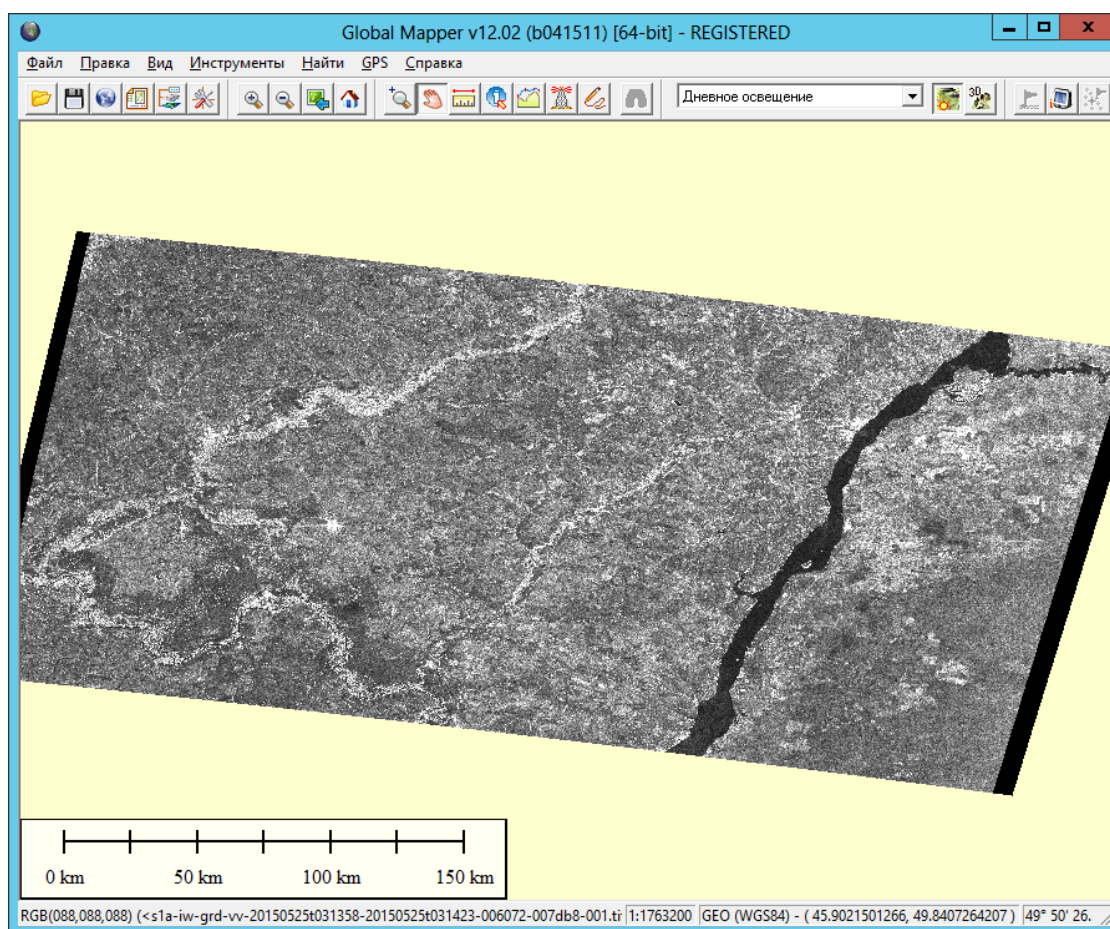 Global Mapper v12.02 (b041511) [64-bit] - REGISTERED
Файл Правка Вид Инструменты Найти GPS Справка
Дневное освещение
3D
0 km 50 km 100 km 150 km
RGB(088,088,088) (<s1a-iw-grd-vv-20150525t031358-20150525t031423-006072-007db8-001.ti 1:1763200 GEO (WGS84) - ( 45.9021501266, 49.8407264207 ) 49° 50' 26.